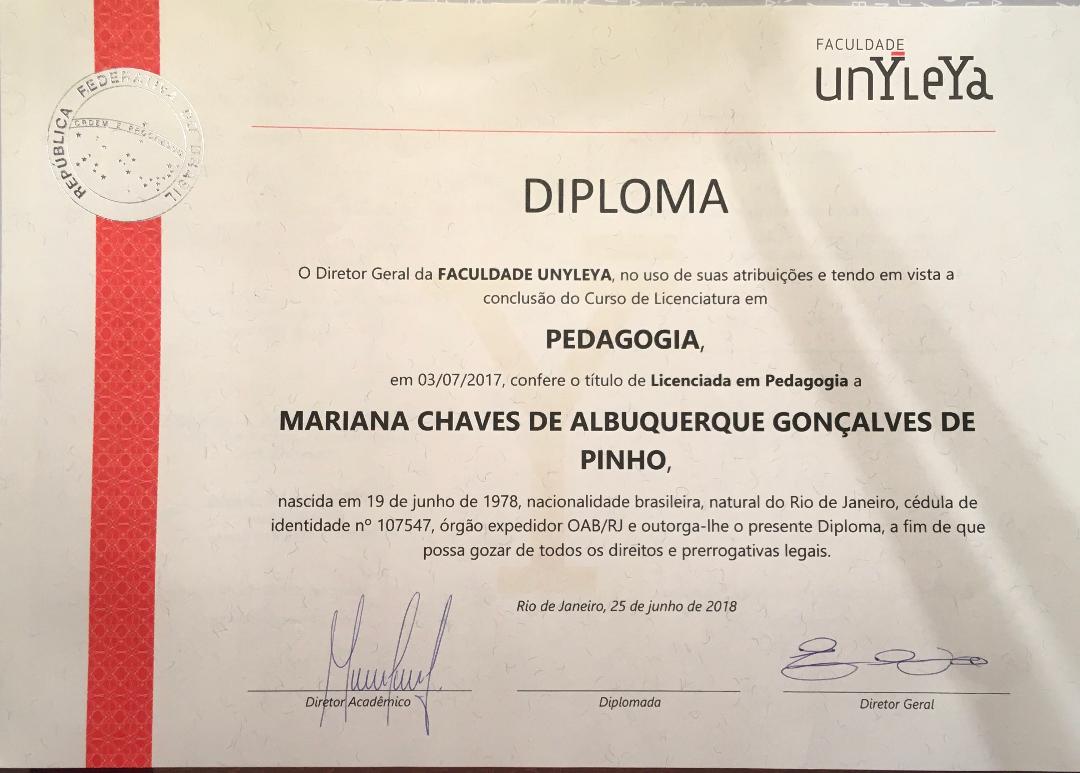 FACULDADE
unYLeYa
REPÚBLICA FEDERATIVA DO BRASIL
ORDEM E PROGRESSO
DIPLOMA
O Diretor Geral da FACULDADE UNYLEYA, no uso de suas atribuições e tendo em vista a
conclusão do Curso de Licenciatura em
PEDAGOGIA,
em 03/07/2017, confere o título de Licenciada em Pedagogia a
MARIANA CHAVES DE ALBUQUERQUE GONÇALVES DE
PINHO,
nascida em 19 de junho de 1978, nacionalidade brasileira, natural do Rio de Janeiro, cédula de
identidade nº 107547, órgão expedidor OAB/RJ e outorga-lhe o presente Diploma, a fim de que
possa gozar de todos os direitos e prerrogativas legais.
Rio de Janeiro, 25 de junho de 2018
Diretor Acadêmico
Diplomada
Diretor Geral